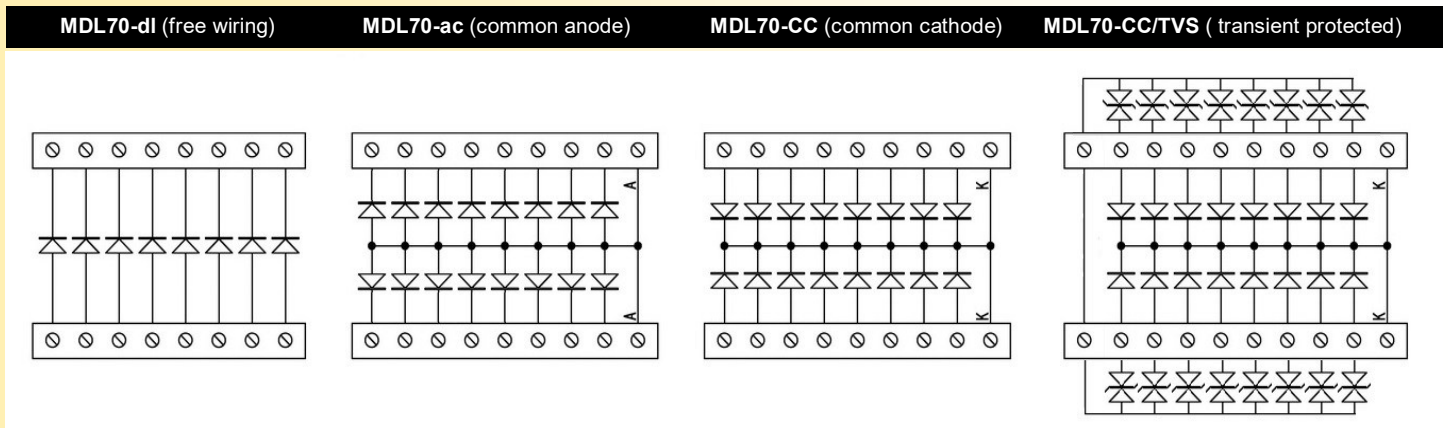 MDL70-dl (free wiring)
MDL70-ac (common anode)
MDL70-CC (common cathode)
MDL70-CC/TVS ( transient protected)
A
K
K
A
K
K